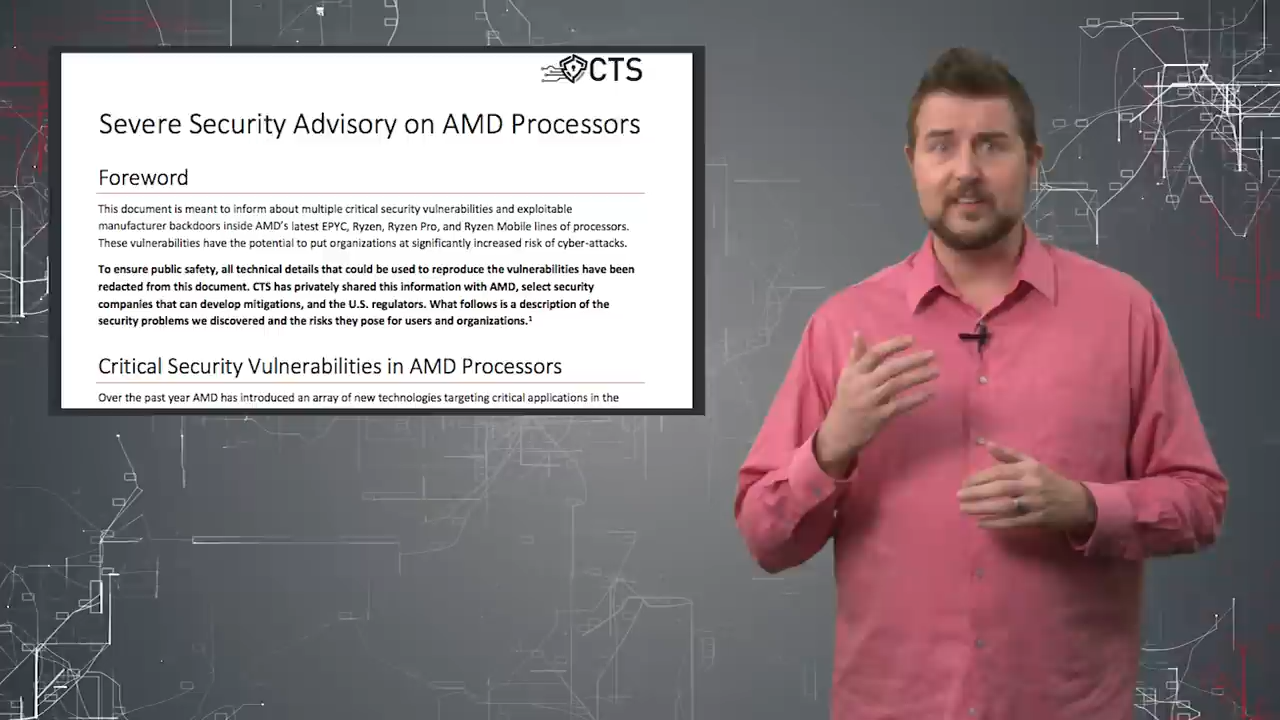 CTS
Severe Security Advisory on AMD Processors
Foreword
This document is meant to inform about multiple critical security vulnerabilities and exploitable
manufacturer backdoors inside AMD's latest EPYC, Ryzen, Ryzen Pro, and Ryzen Mobile lines of processors.
These vulnerabilities have the potential to put organizations at significantly increased risk of cyber-attacks.
To ensure public safety, all technical details that could be used to reproduce the vulnerabilities have been
redacted from this document. CTS has privately shared this information with AMD, select security
companies that can develop mitigations, and the U.S. regulators. What follows is a description of the
security problems we discovered and the risks they pose for users and organizations.¹
Critical Security Vulnerabilities in AMD Processors
Over the past year AMD has introduced an array of new technologies targeting critical applications in the